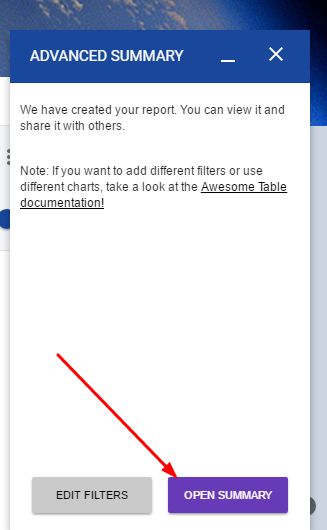 ADVANCED SUMMARY
We have created your report. You can view it and
share it with others.
Note: If you want to add different filters or use
different charts, take a look at the Awesome Table
documentation!
EDIT FILTERS
OPEN SUMMARY